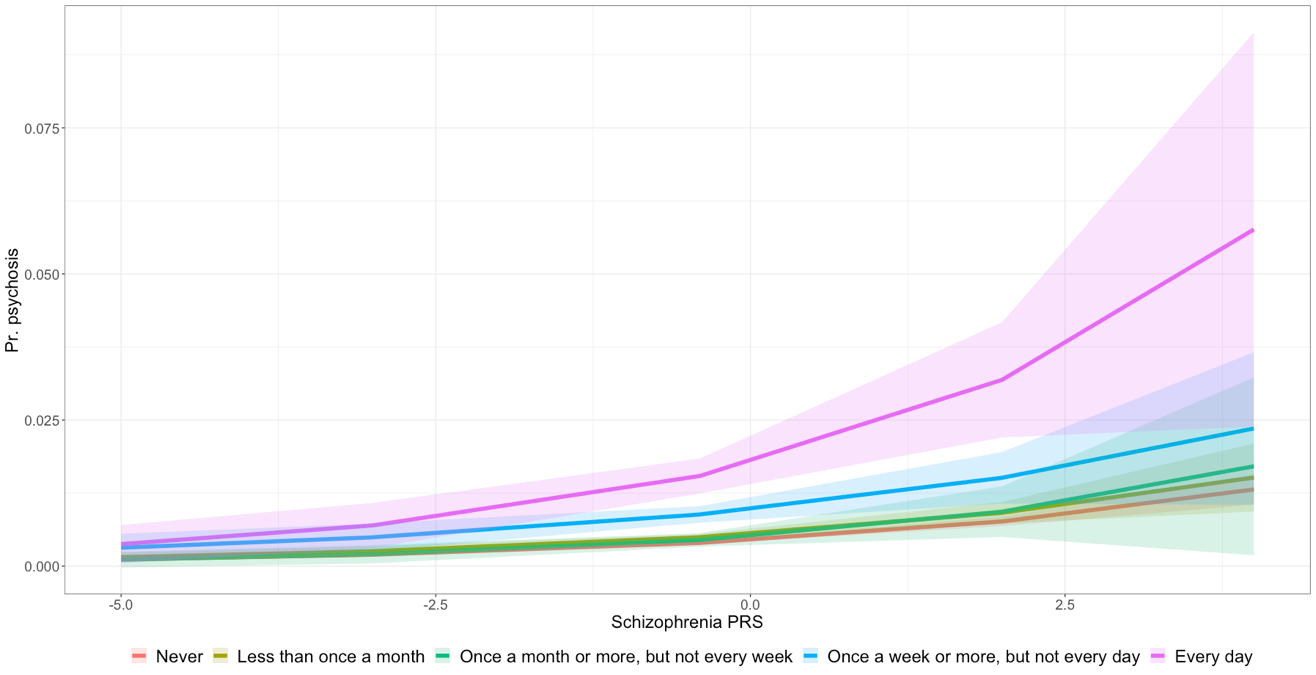 Pr. psychosis
0.075
0.050
0.025
0.000
-5.0 -2.5 0.0 2.5
Schizophrenia PRS
Never Less than once a month Once a month or more, but not every week Once a week or more, but not every day Every day